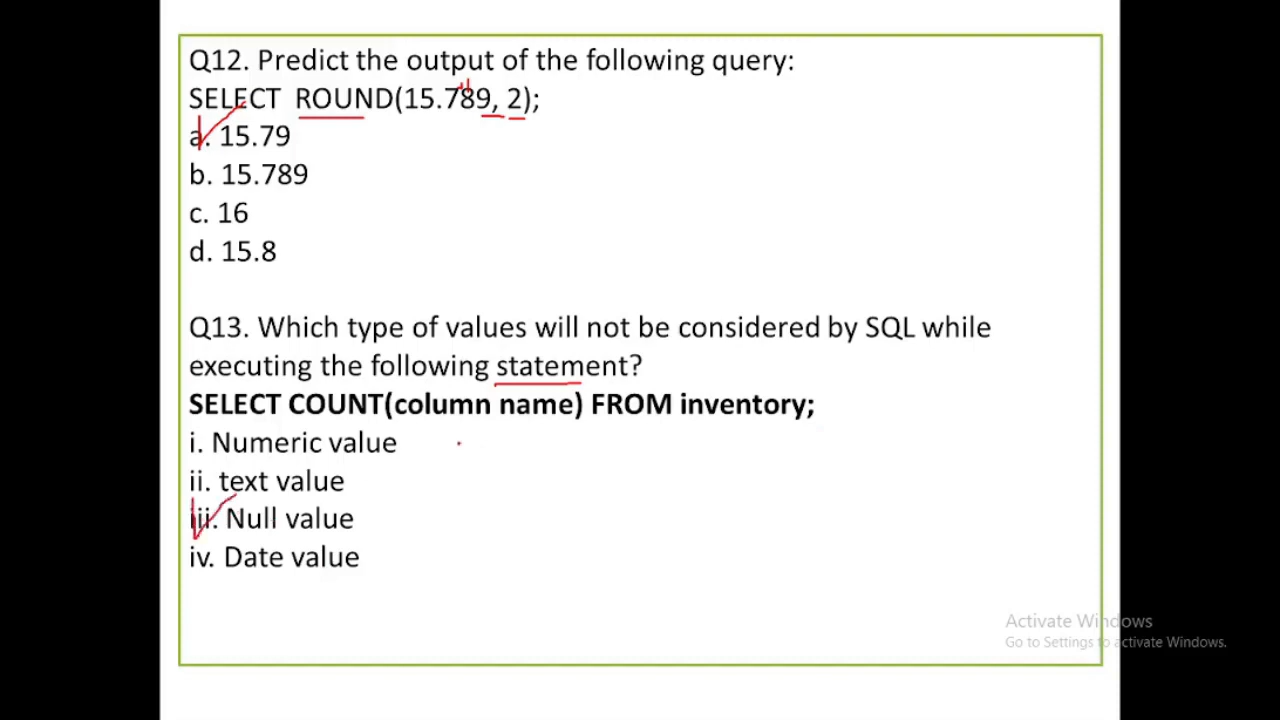 Q12. Predict the output of the following query:
SELECT ROUND(15.789, 2);
a. 15.79
b. 15.789
c. 16
d. 15.8
Q13. Which type of values will not be considered by SQL while
executing the following statement?
SELECT COUNT(column name) FROM inventory;
i. Numeric value
ii. text value
iii. Null value
iv. Date value
Activate Windows
Go to Settings to activate Windows.